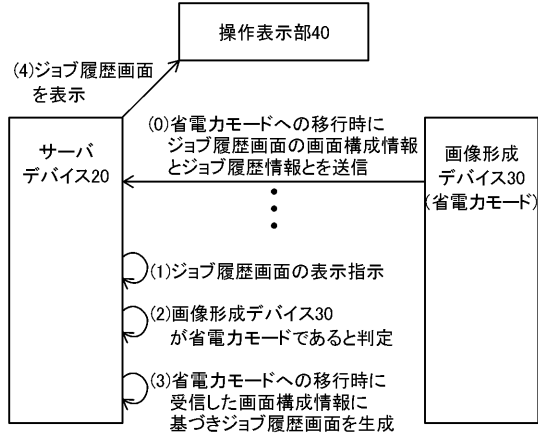 操作表示部40
(4)ジョブ履歴画面
を表示
サーバ
デバイス20
(0)省電力モードへの移行時に
ジョブ履歴画面の画面構成情報
とジョブ履歴情報とを送信
画像形成
デバイス30
(省電力モード)
(1)ジョブ履歴画面の表示指示
(2)画像形成デバイス30
が省電力モードであると判定
(3)省電力モードへの移行時に
受信した画面構成情報に
基づきジョブ履歴画面を生成